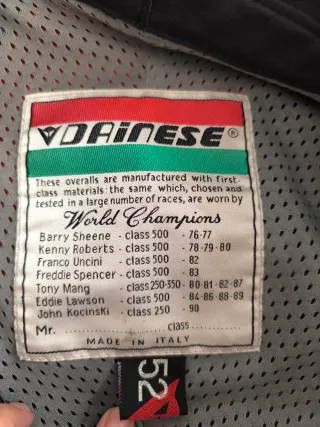 DAINESE®
These overalls are manufactured with first-
class materials: the same which, chosen and
tested in a large number of races, are worn by
World Champions
Barry Sheene - class 500 - 76-77
Kenny Roberts - class 500 - 78-79-80
Franco Uncini - class 500 - 82
Freddie Spencer - class 500 - 83
Tony Mang - class 250-350 - 80-81-82-87
Eddie Lawson - class 500 - 84-86-88-89
John Kocinski - class 250 - 90
Mr. .................... class ....................
MADE IN ITALY
52